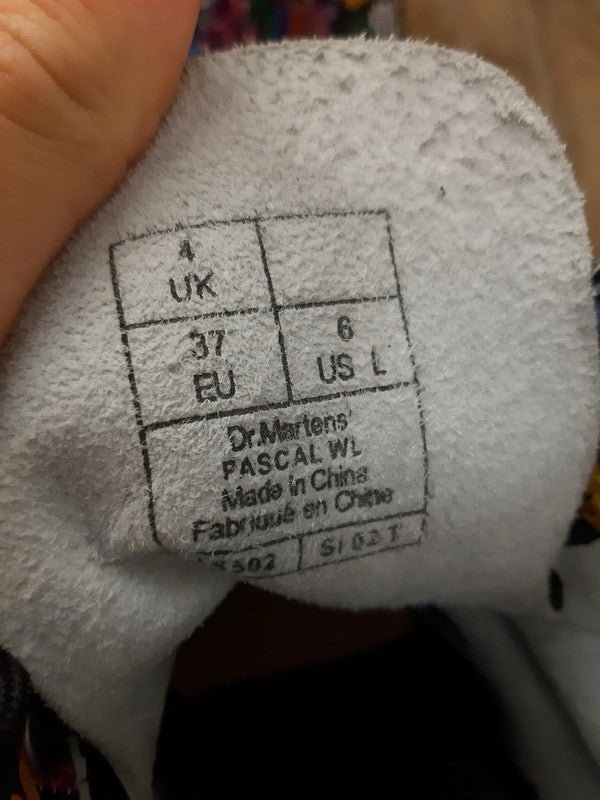 4
UK
37
EU
6
US L
Dr.Martens'
PASCAL WL
Made in China
Fabriqué en Chine